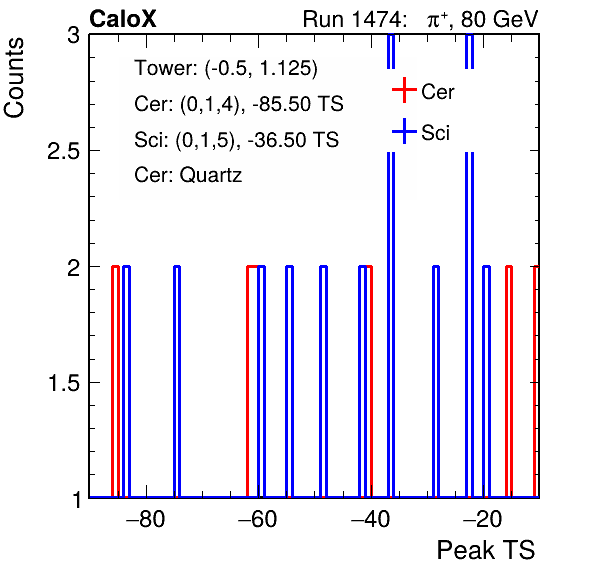 CaloX Run 1474: π+, 80 GeV
Counts
3
2.5
2
1.5
1
Tower: (-0.5, 1.125)
Cer: (0,1,4), -85.50 TS
Sci: (0,1,5), -36.50 TS
Cer: Quartz
Cer
Sci
−80 −60 −40 −20
Peak TS